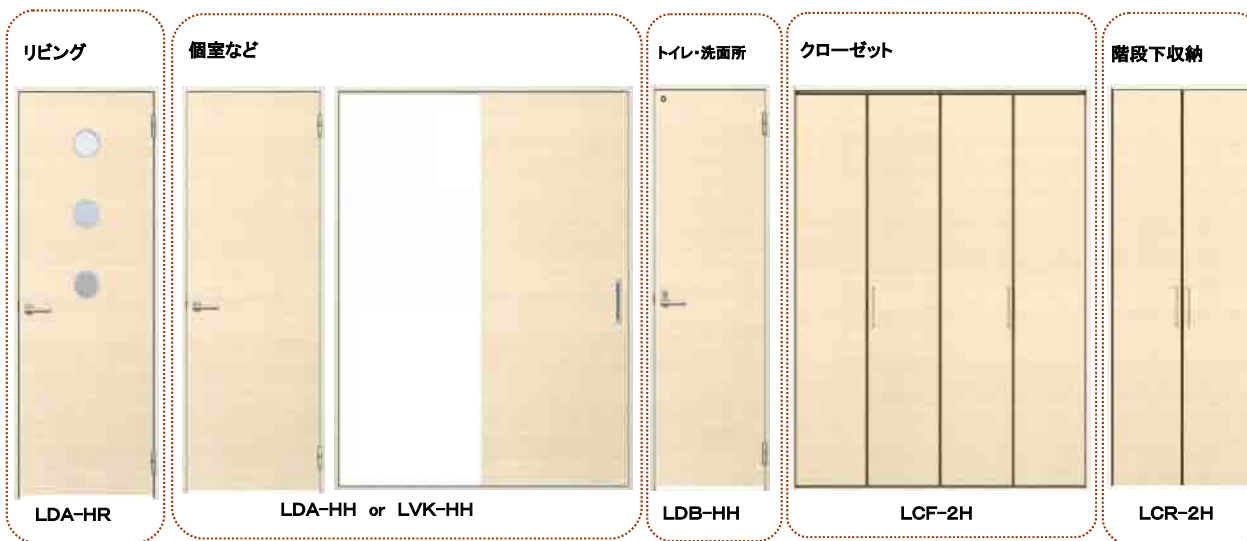 リビング
個室など
トイレ・洗面所
クローゼット
階段下収納
LDA-HR
LDA-HH or LVK-HH
LDB-HH
LCF-2H
LCR-2H